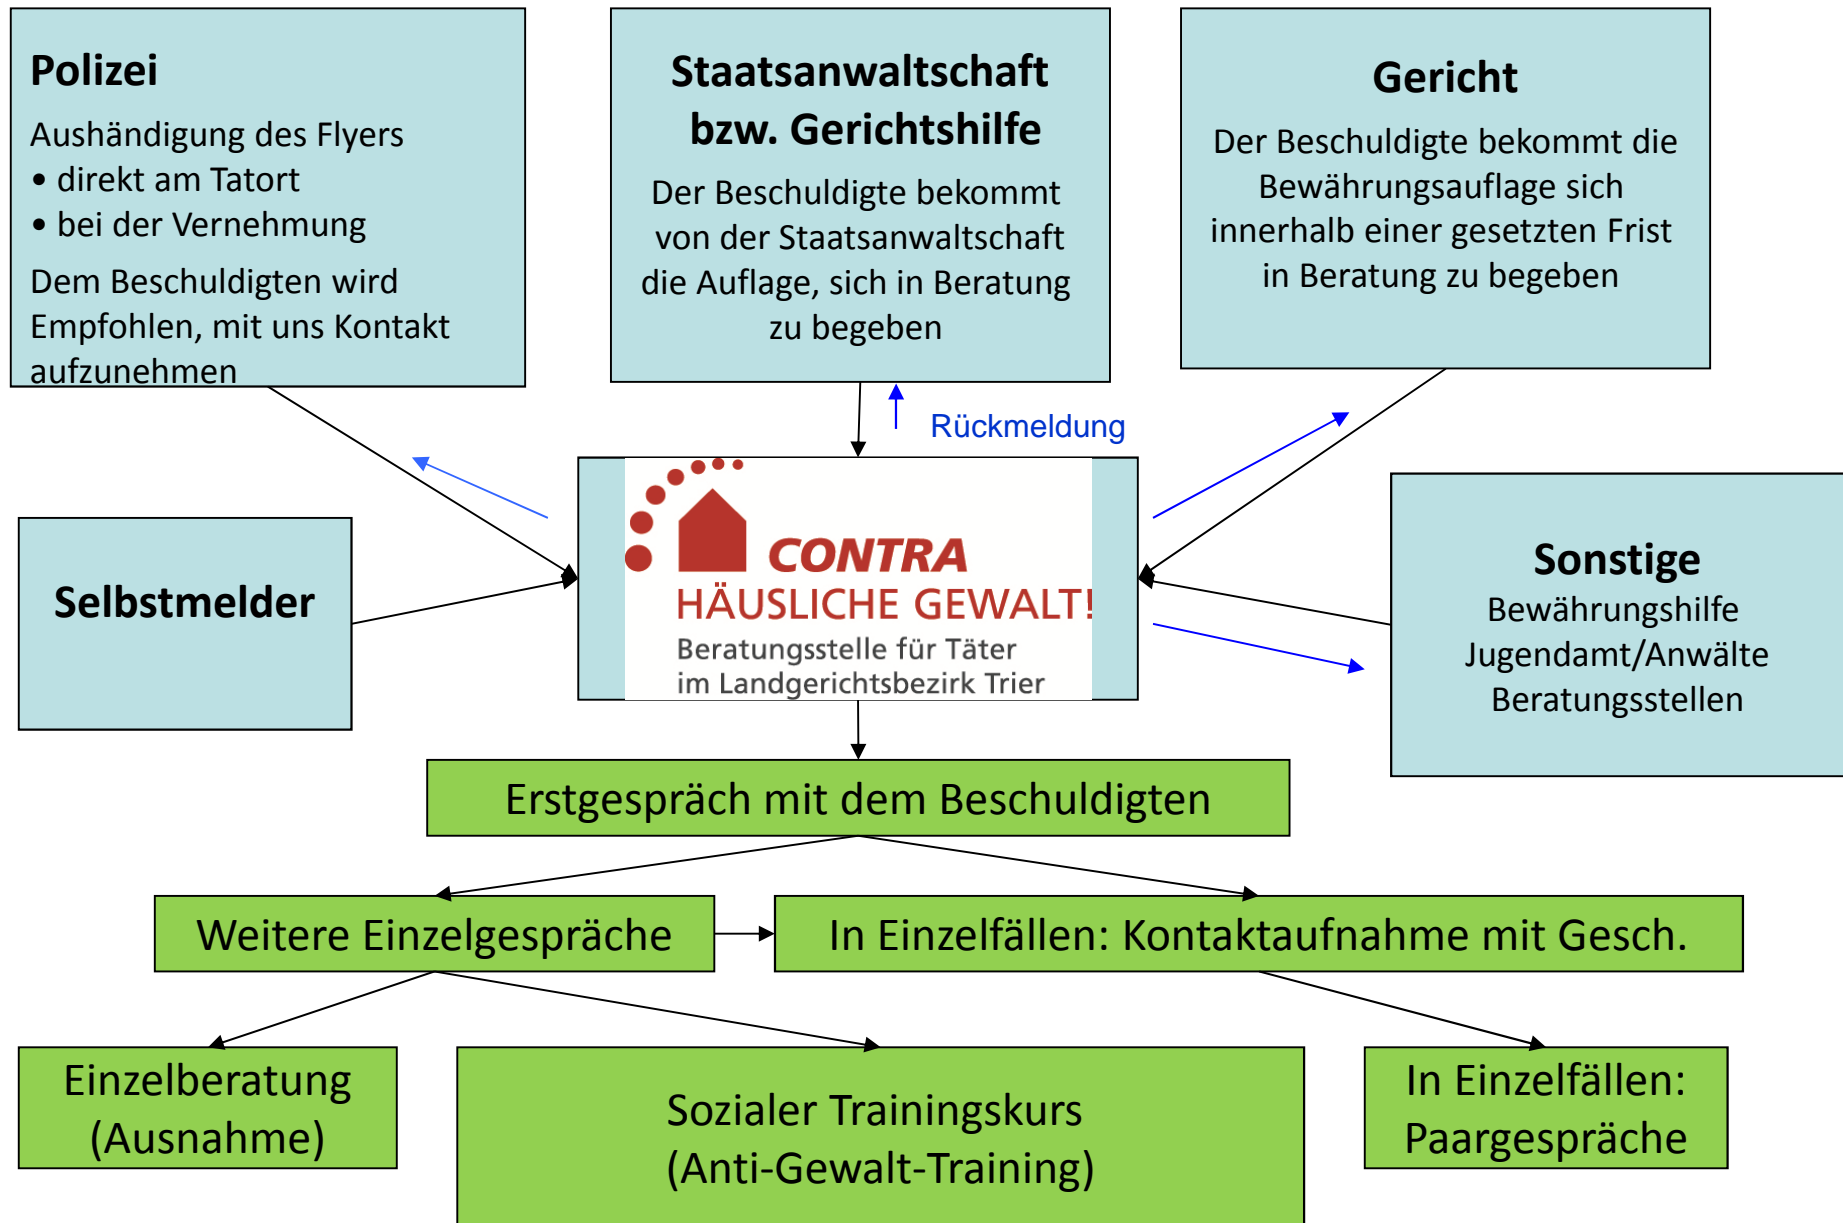 Polizei
Aushändigung des Flyers
• direkt am Tatort
• bei der Vernehmung
Dem Beschuldigten wird
Empfohlen, mit uns Kontakt
aufzunehmen
Staatsanwaltschaft
bzw. Gerichtshilfe
Der Beschuldigte bekommt
von der Staatsanwaltschaft
die Auflage, sich in Beratung
zu begeben
Gericht
Der Beschuldigte bekommt die
Bewährungsauflage sich
innerhalb einer gesetzten Frist
in Beratung zu begeben
Rückmeldung
Selbstmelder
CONTRA
HÄUSLICHE GEWALT!
Beratungsstelle für Täter
im Landgerichtsbezirk Trier
Sonstige
Bewährungshilfe
Jugendamt/Anwälte
Beratungsstellen
Erstgespräch mit dem Beschuldigten
Weitere Einzelgespräche
In Einzelfällen: Kontaktaufnahme mit Gesch.
Einzelberatung
(Ausnahme)
Sozialer Trainingskurs
(Anti-Gewalt-Training)
In Einzelfällen:
Paargespräche